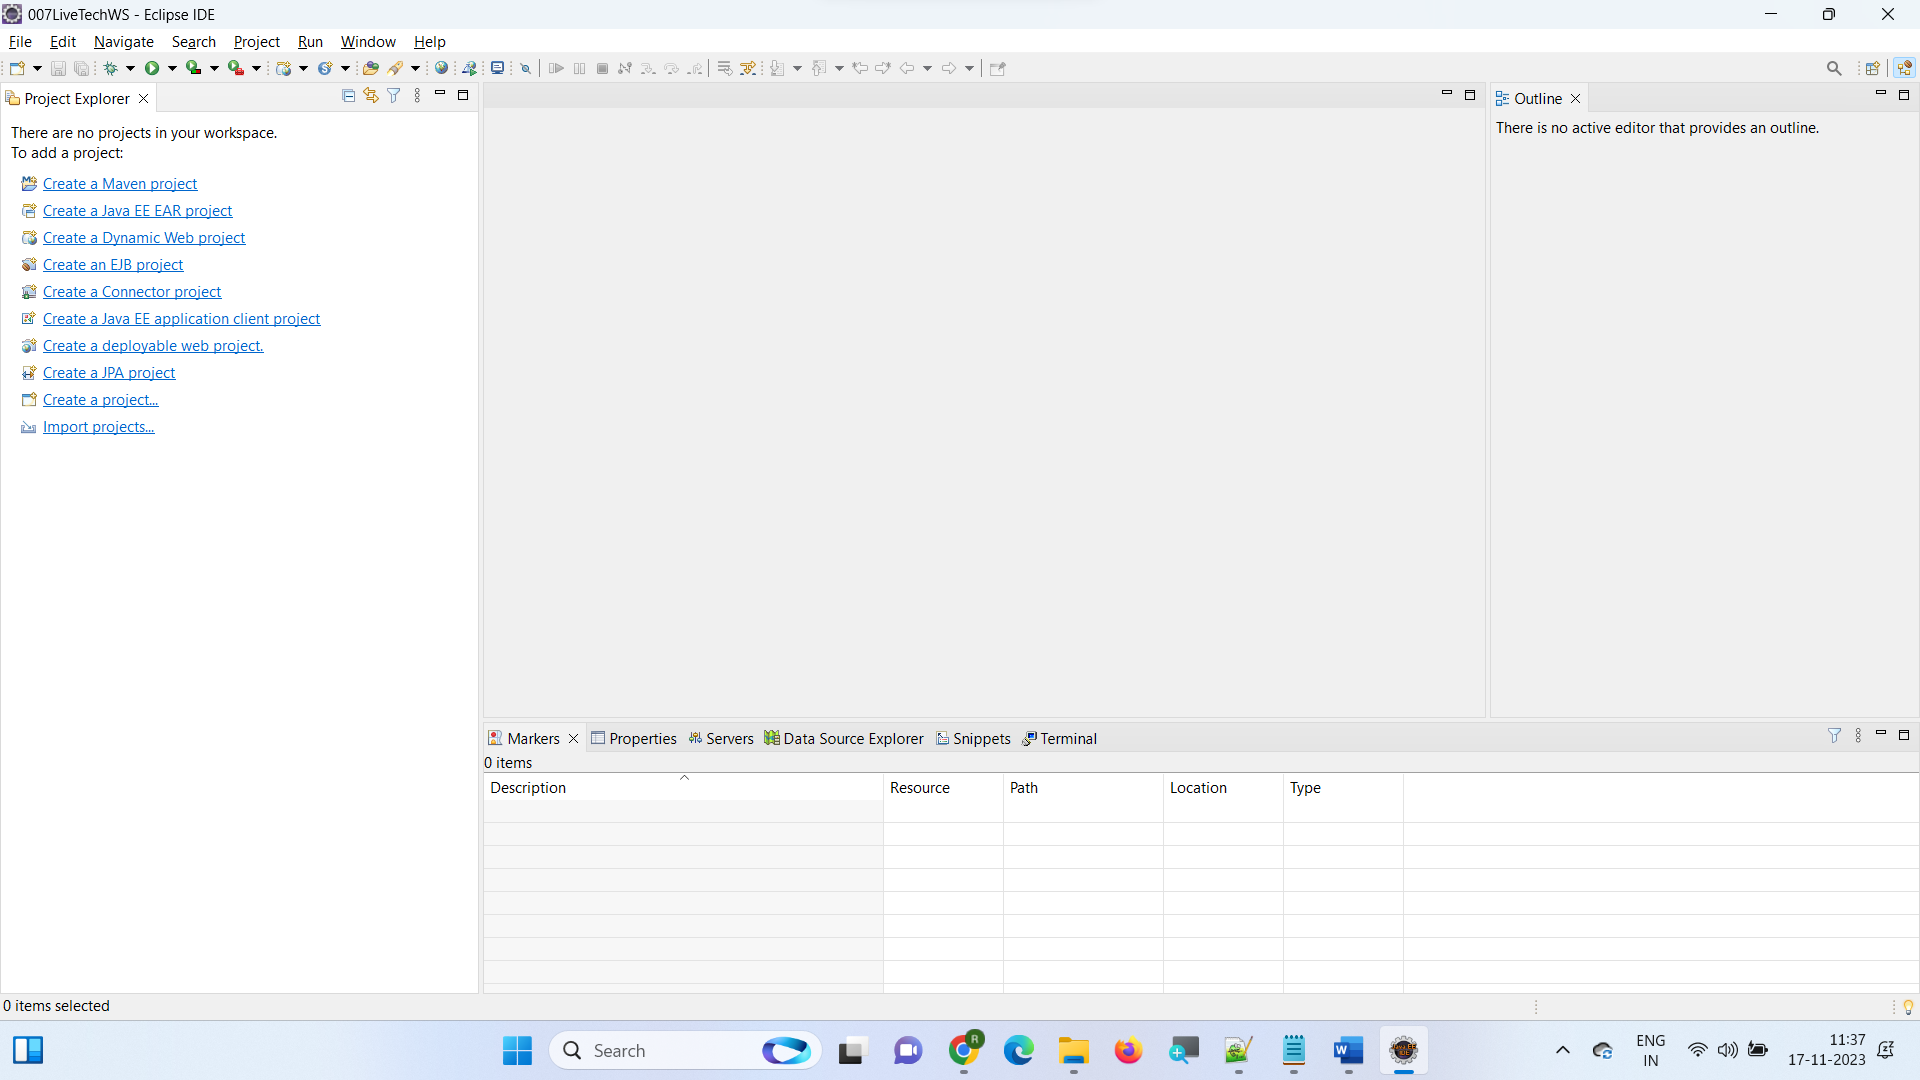 007LiveTechWS - Eclipse IDE
File Edit Navigate Search Project Run Window Help
Project Explorer
There are no projects in your workspace.
To add a project:
Create a Maven project
Create a Java EE EAR project
Create a Dynamic Web project
Create an EJB project
Create a Connector project
Create a Java EE application client project
Create a deployable web project.
Create a JPA project
Create a project...
Import projects...
Outline
There is no active editor that provides an outline.
Markers Properties Servers Data Source Explorer Snippets Terminal
0 items
Description Resource Path Location Type
0 items selected
Search
R
ENG
IN
11:37
17-11-2023